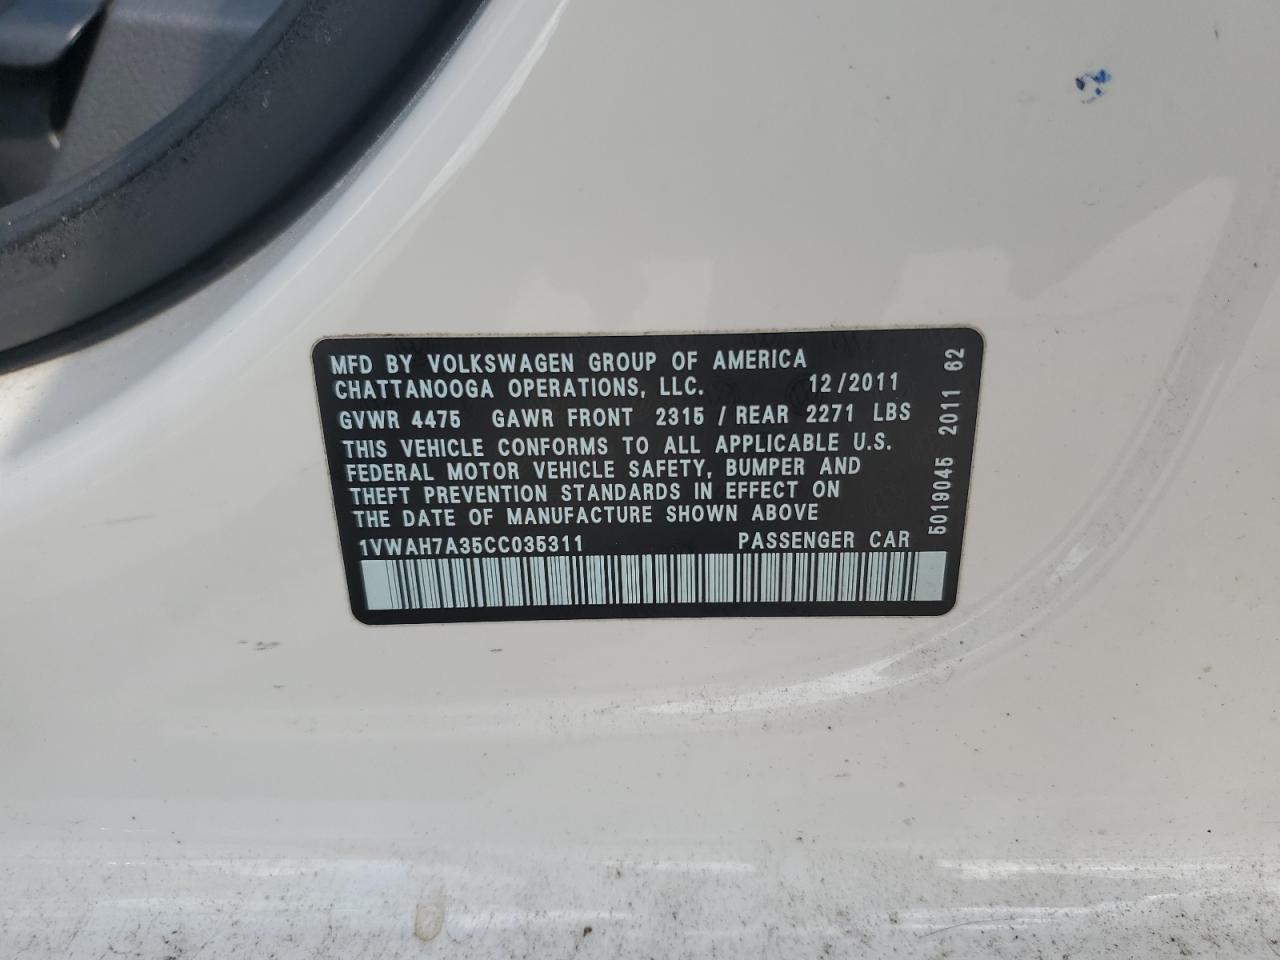 MFD BY VOLKSWAGEN GROUP OF AMERICA
CHATTANOOGA OPERATIONS, LLC. 12/2011
GVWR 4475 GAWR FRONT 2315 / REAR 2271 LBS
THIS VEHICLE CONFORMS TO ALL APPLICABLE U.S.
FEDERAL MOTOR VEHICLE SAFETY, BUMPER AND
THEFT PREVENTION STANDARDS IN EFFECT ON
THE DATE OF MANUFACTURE SHOWN ABOVE
1VWAH7A35CC035311 PASSENGER CAR
5019045 2011 62